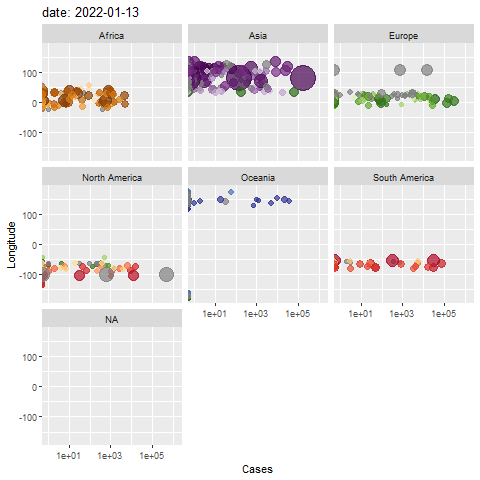 date: 2022-01-13
Africa Asia Europe
100
0
-100
North America Oceania South America
100
0
-100
1e+01 1e+03 1e+05 1e+01 1e+03 1e+05
NA
100
0
-100
1e+01 1e+03 1e+05
Longitude
Cases